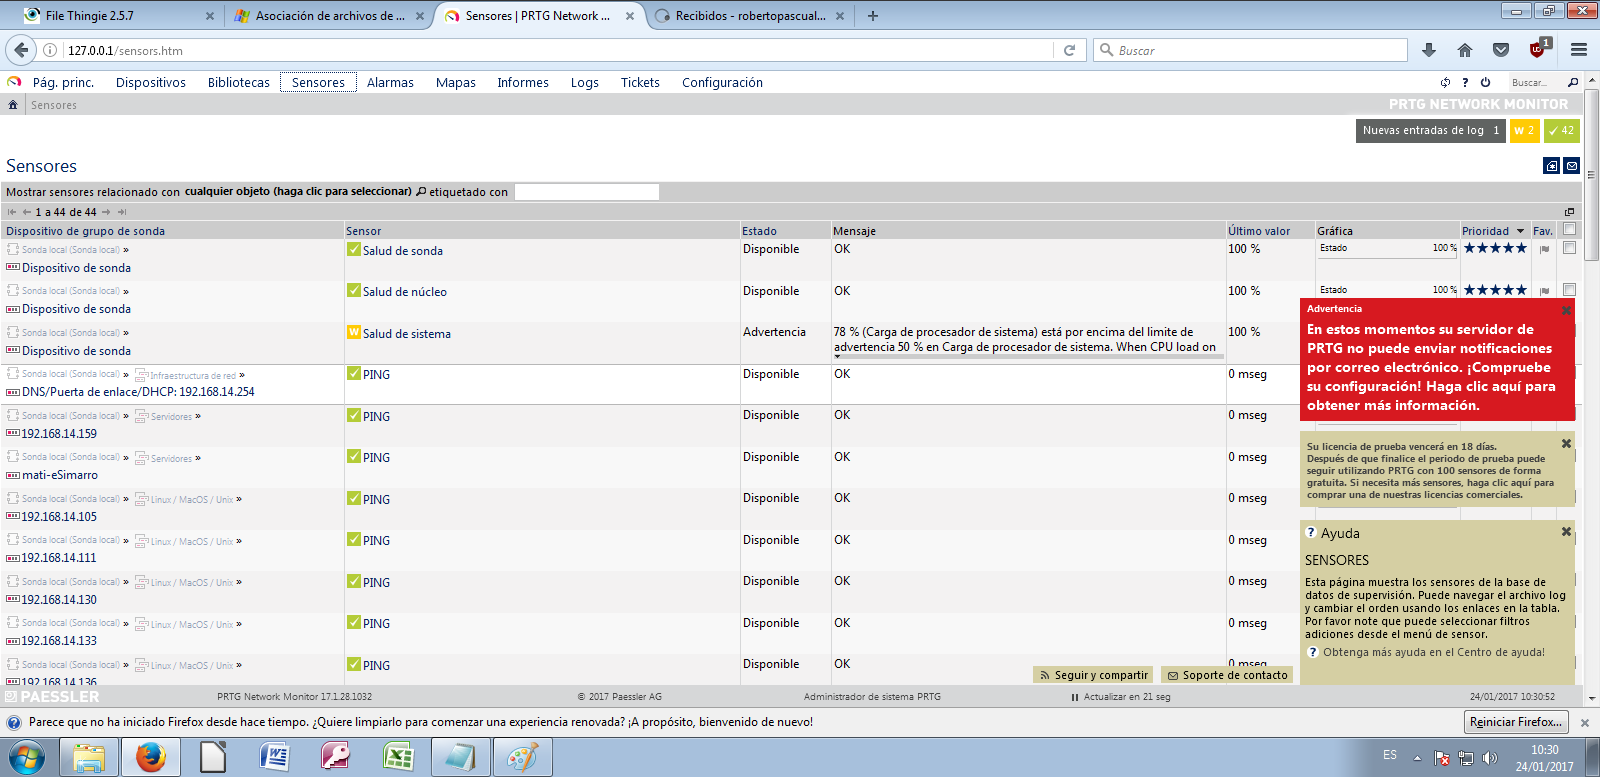 File Thingie 2.5.7
Asociación de archivos de ...
Sensores | PRTG Network ...
Recibidos - robertopascual...
127.0.0.1/sensors.htm
Buscar
1
Pág. princ.
Dispositivos
Bibliotecas
Sensores
Alarmas
Mapas
Informes
Logs
Tickets
Configuración
Buscar...
Sensores
PRTG NETWORK MONITOR
Nuevas entradas de log 1
W 2
42
Sensores
Mostrar sensores relacionado con cualquier objeto (haga clic para seleccionar) etiquetado con
1 a 44 de 44
Dispositivo de grupo de sonda
Sensor
Estado
Mensaje
Último valor
Gráfica
Prioridad
Fav.
Sonda local (Sonda local) »
Dispositivo de sonda
Salud de sonda
Disponible
OK
100 %
Estado 100 %
Sonda local (Sonda local) »
Dispositivo de sonda
Salud de núcleo
Disponible
OK
100 %
Estado 100 %
Sonda local (Sonda local) »
Dispositivo de sonda
W Salud de sistema
Advertencia
78 % (Carga de procesador de sistema) está por encima del limite de
advertencia 50 % en Carga de procesador de sistema. When CPU load on
100 %
Sonda local (Sonda local) » Infraestructura de red »
DNS/Puerta de enlace/DHCP: 192.168.14.254
PING
Disponible
OK
0 mseg
Sonda local (Sonda local) » Servidores »
192.168.14.159
PING
Disponible
OK
0 mseg
Sonda local (Sonda local) » Servidores »
mati-eSimarro
PING
Disponible
OK
0 mseg
Sonda local (Sonda local) » Linux / MacOS / Unix »
192.168.14.105
PING
Disponible
OK
0 mseg
Sonda local (Sonda local) » Linux / MacOS / Unix »
192.168.14.111
PING
Disponible
OK
0 mseg
Sonda local (Sonda local) » Linux / MacOS / Unix »
192.168.14.130
PING
Disponible
OK
0 mseg
Sonda local (Sonda local) » Linux / MacOS / Unix »
192.168.14.133
PING
Disponible
OK
0 mseg
Sonda local (Sonda local) » Linux / MacOS / Unix »
192.168.14.136
PING
Disponible
OK
0 mseg
Advertencia
En estos momentos su servidor de
PRTG no puede enviar notificaciones
por correo electrónico. ¡Compruebe
su configuración! Haga clic aquí para
obtener más información.
Su licencia de prueba vencerá en 18 días.
Después de que finalice el periodo de prueba puede
seguir utilizando PRTG con 100 sensores de forma
gratuita. Si necesita más sensores, haga clic aquí para
comprar una de nuestras licencias comerciales.
? Ayuda
SENSORES
Esta página muestra los sensores de la base de
datos de supervisión. Puede navegar el archivo log
y cambiar el orden usando los enlaces en la tabla.
Por favor note que puede seleccionar filtros
adiciones desde el menú de sensor.
? Obtenga más ayuda en el Centro de ayuda!
Seguir y compartir
Soporte de contacto
PAESSLER
PRTG Network Monitor 17.1.28.1032
© 2017 Paessler AG
Administrador de sistema PRTG
Actualizar en 21 seg
24/01/2017 10:30:52
Parece que no ha iniciado Firefox desde hace tiempo. ¿Quiere limpiarlo para comenzar una experiencia renovada? ¡A propósito, bienvenido de nuevo!
Reiniciar Firefox...
ES
10:30
24/01/2017